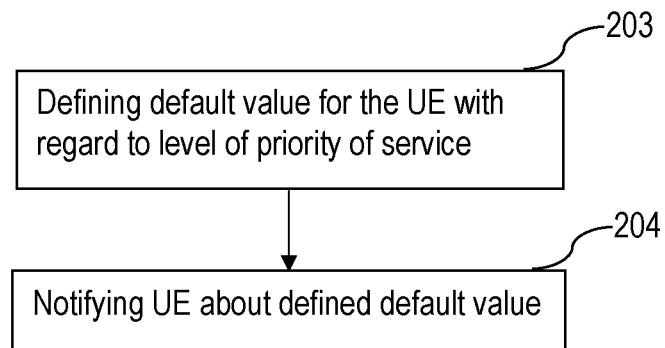 203
Defining default value for the UE with
regard to level of priority of service
204
Notifying UE about defined default value